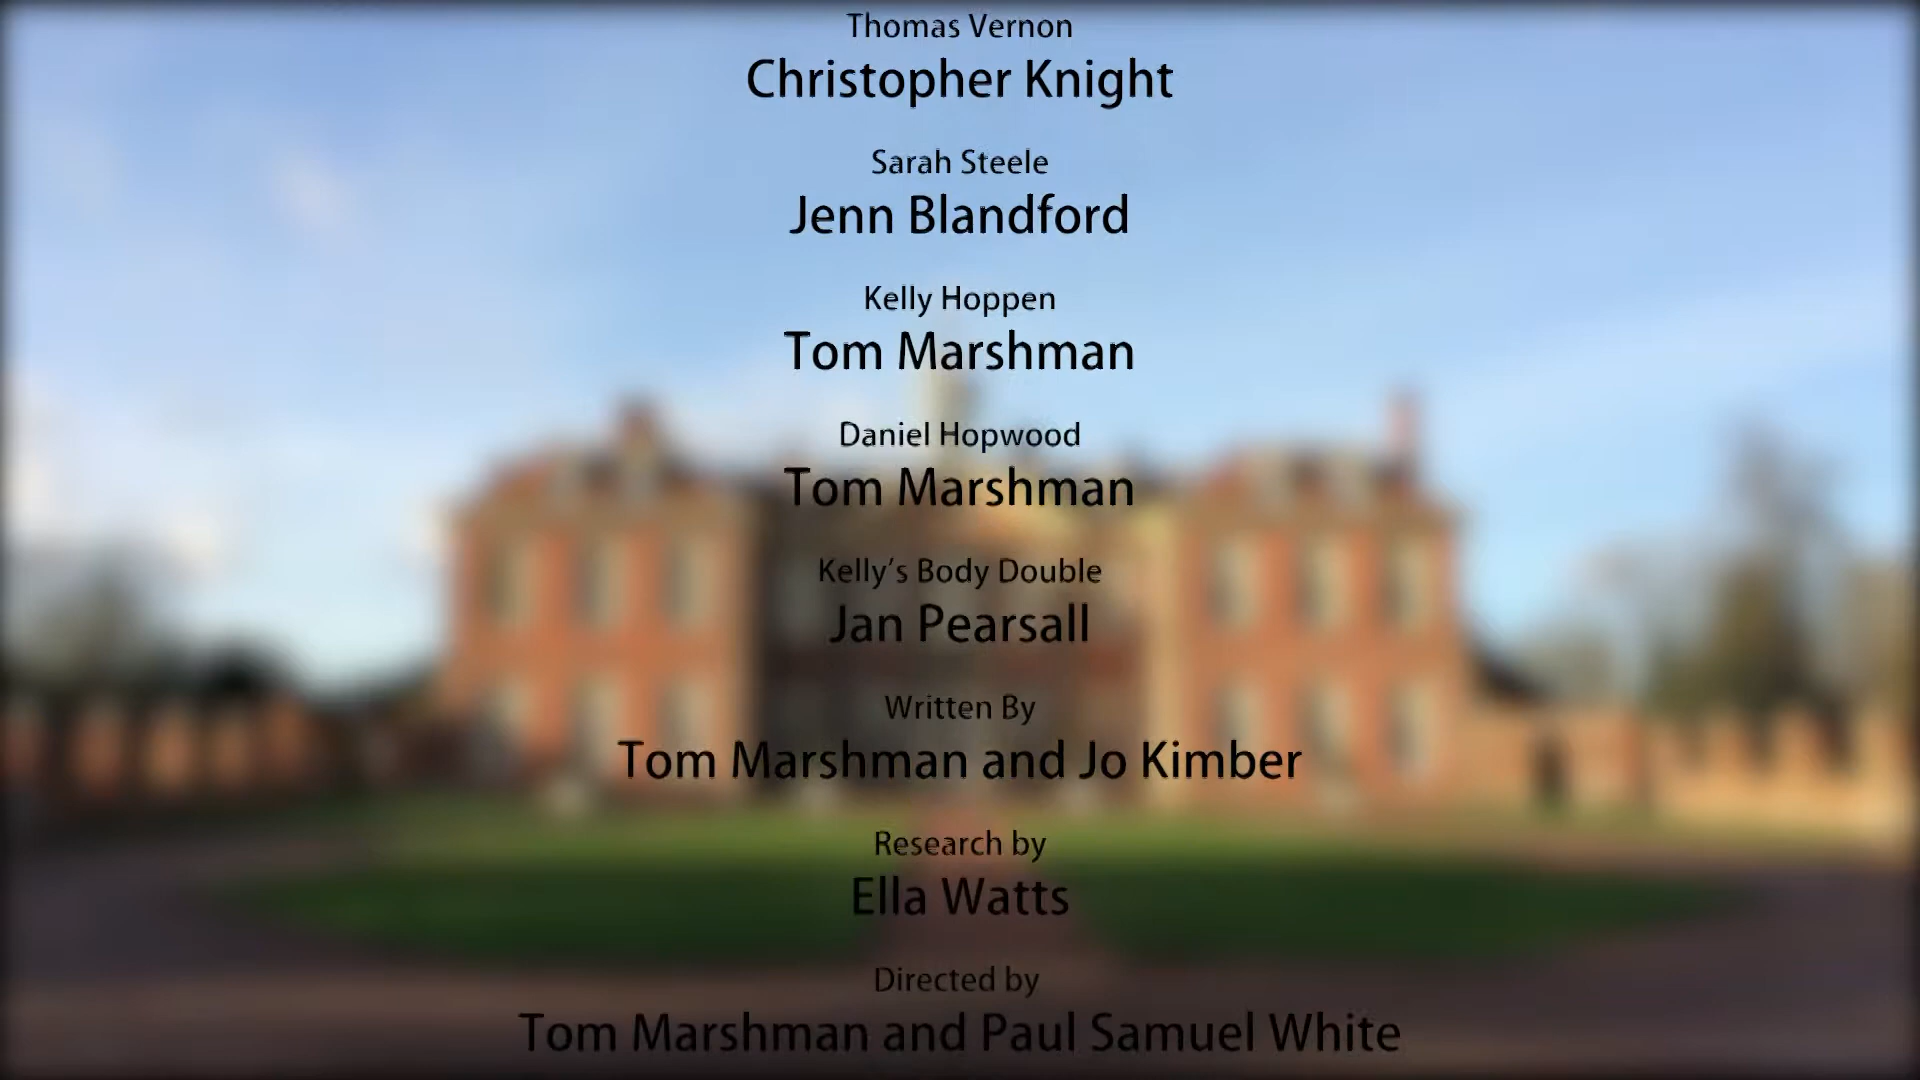 Thomas Vernon
Christopher Knight
Sarah Steele
Jenn Blandford
Kelly Hoppen
Tom Marshman
Daniel Hopwood
Tom Marshman
Kelly’s Body Double
Jan Pearsall
Written By
Tom Marshman and Jo Kimber
Research by
Ella Watts
Directed by
Tom Marshman and Paul Samuel White